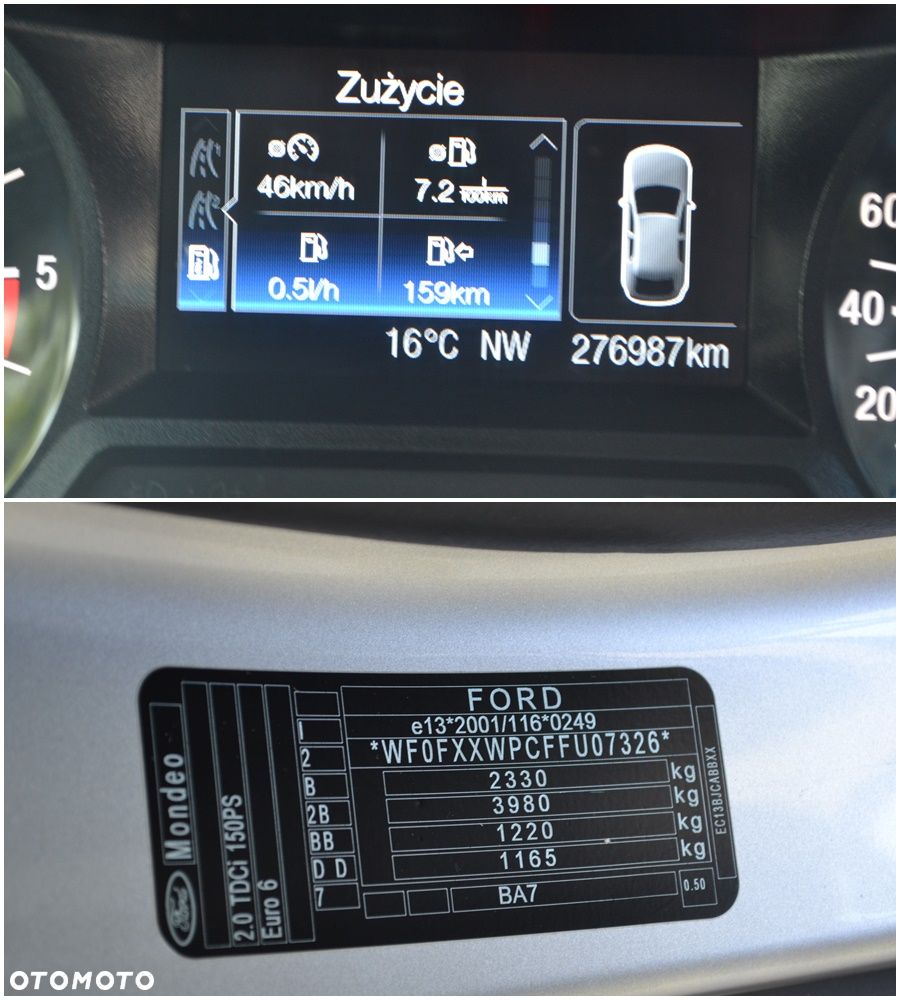 Zużycie
ø ø
46km/h 7.2 l/100km
0.5l/h 159km
16°C NW 276987km
5
60
40
20
FORD
e13*2001/116*0249
*WF0FXXWPCFFU07326*
2330 kg
3980 kg
1220 kg
1165 kg
BA7
0.50
1
2
B
2B
BB
D D
7
Ford Mondeo
2.0 TDCi 150PS
Euro 6
EC13BJCABBXX
OTOMOTO